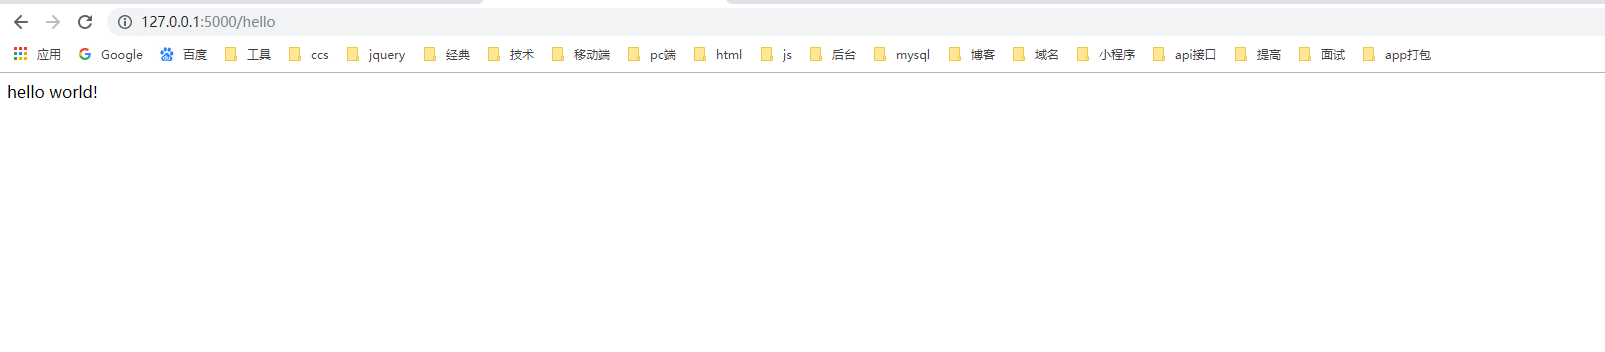 127.0.0.1:5000/hello
应用 Google 百度 工具 ccs jquery 经典 技术 移动端 pc端 html js 后台 mysql 博客 域名 小程序 api接口 提高 面试 app打包
hello world!